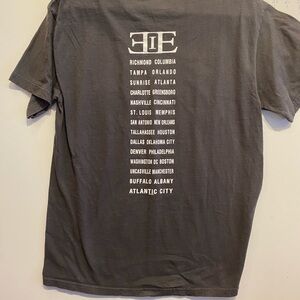 EIE
RICHMOND COLUMBIA
TAMPA ORLANDO
SUNRISE ATLANTA
CHARLOTTE GREENSBORO
NASHVILLE CINCINNATI
ST. LOUIS MEMPHIS
SAN ANTONIO NEW ORLEANS
TALLAHASSEE HOUSTON
DALLAS OKLAHOMA CITY
DENVER PHILADELPHIA
WASHINGTON DC BOSTON
UNCASVILLE MANCHESTER
BUFFALO ALBANY
ATLANTIC CITY